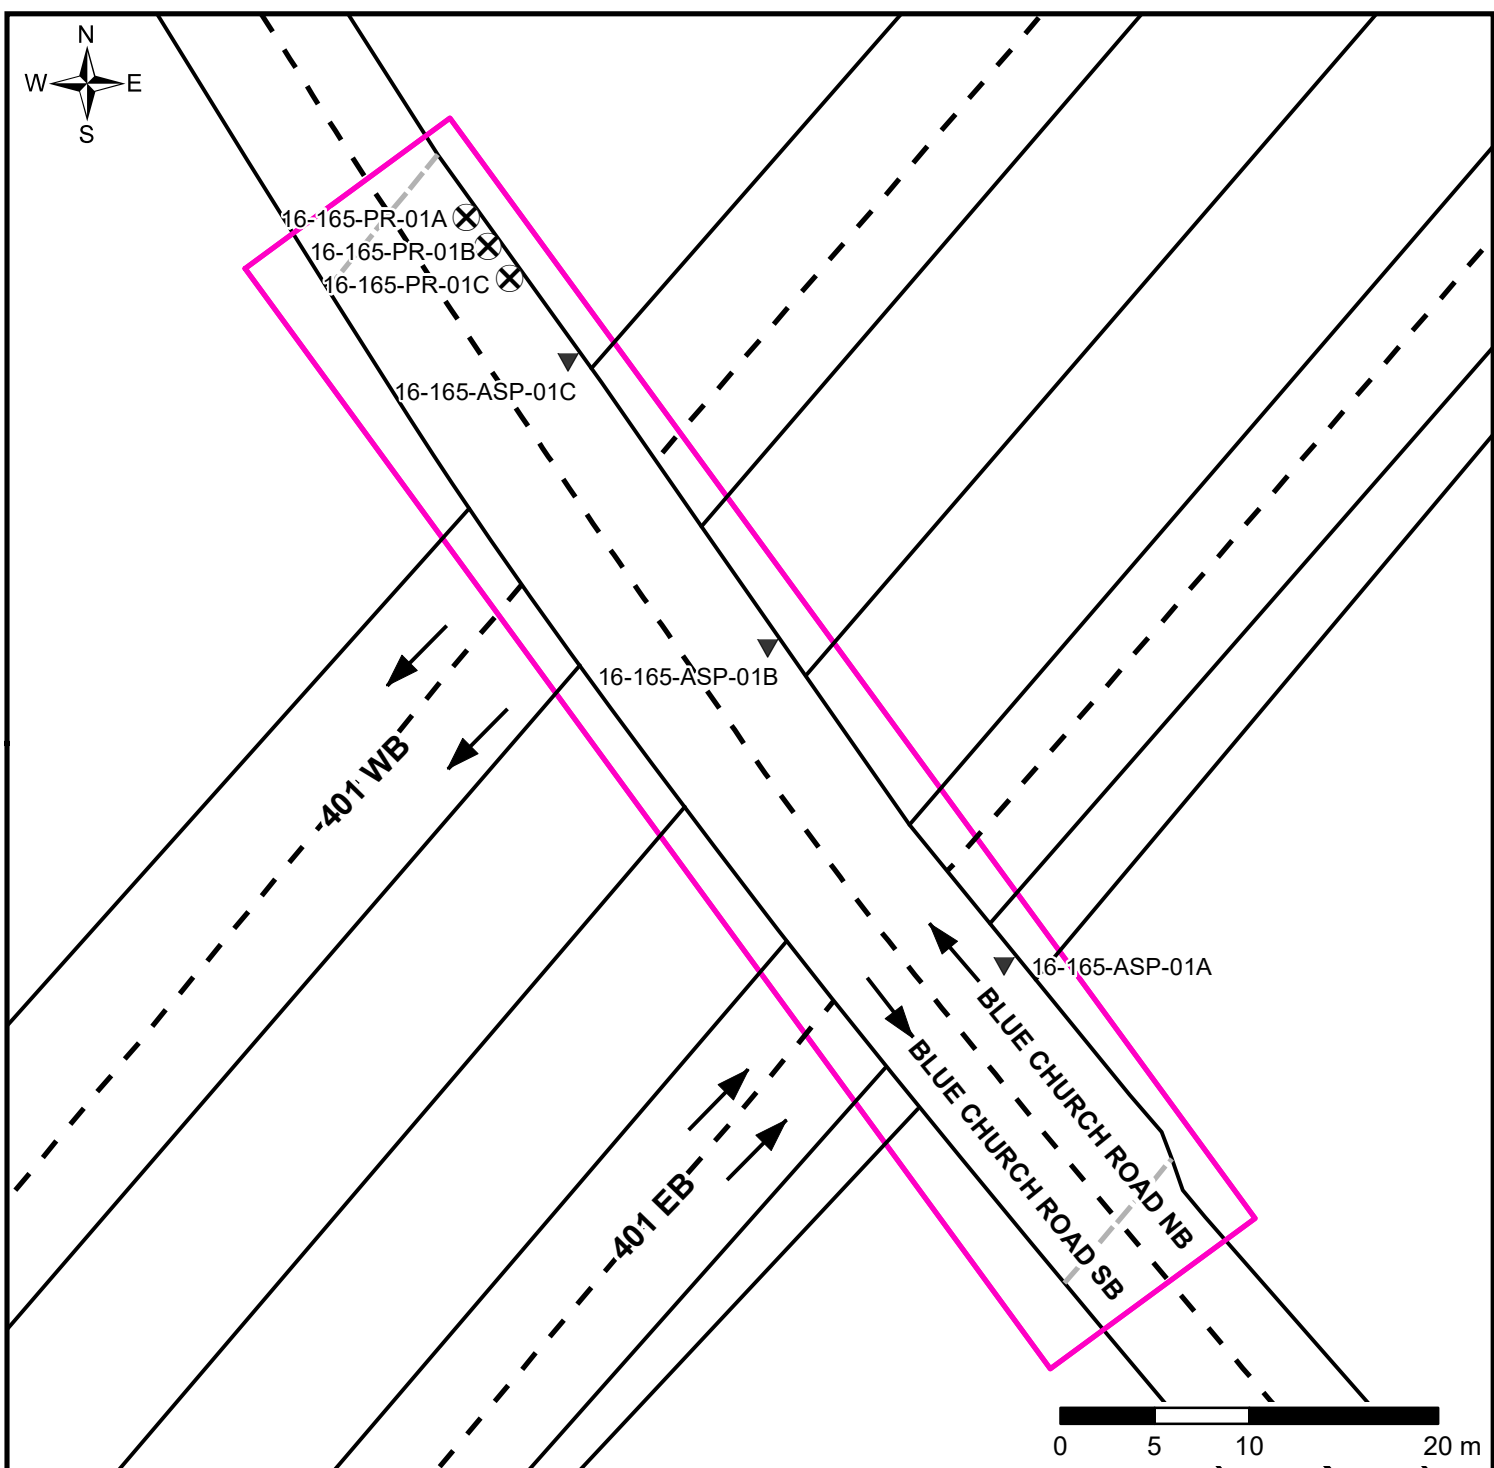 N
W E
S
16-165-PR-01A
16-165-PR-01B
16-165-PR-01C
16-165-ASP-01C
16-165-ASP-01B
401 WB
16-165-ASP-01A
BLUE CHURCH ROAD NB
BLUE CHURCH ROAD SB
401 EB
0 5 10 20 m